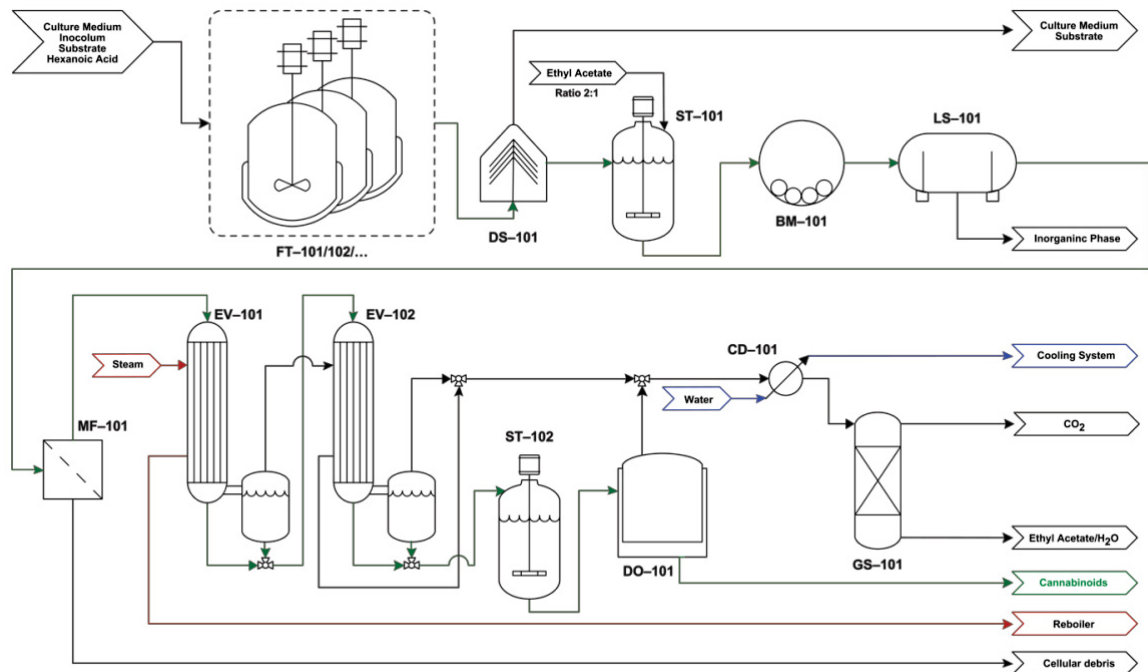 Culture Medium
Inocolum
Substrate
Hexanoic Acid
FT–101/102/...
DS–101
Ethyl Acetate
Ratio 2:1
ST–101
BM–101
LS–101
Culture Medium
Substrate
Inorganinc Phase
MF–101
EV–101
Steam
EV–102
ST–102
DO–101
Water
CD–101
GS–101
Cooling System
CO2
Ethyl Acetate/H2O
Cannabinoids
Reboiler
Cellular debris